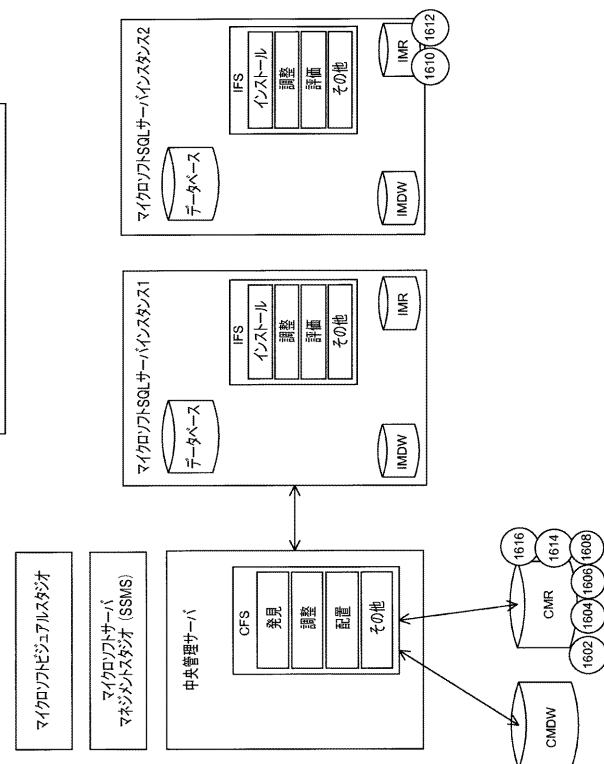 マイクロソフトビジュアルスタジオ
マイクロソフトサーバ
マネジメントスタジオ（SSMS）
中央管理サーバ
CFS
発見
調整
配置
その他
CMDW
CMR
1602
1604
1606
1608
1614
1616
マイクロソフトSQLサーバインスタンス1
データベース
IFS
インストール
調整
評価
その他
IMDW
IMR
マイクロソフトSQLサーバインスタンス2
データベース
IFS
インストール
調整
評価
その他
IMDW
IMR
1610
1612